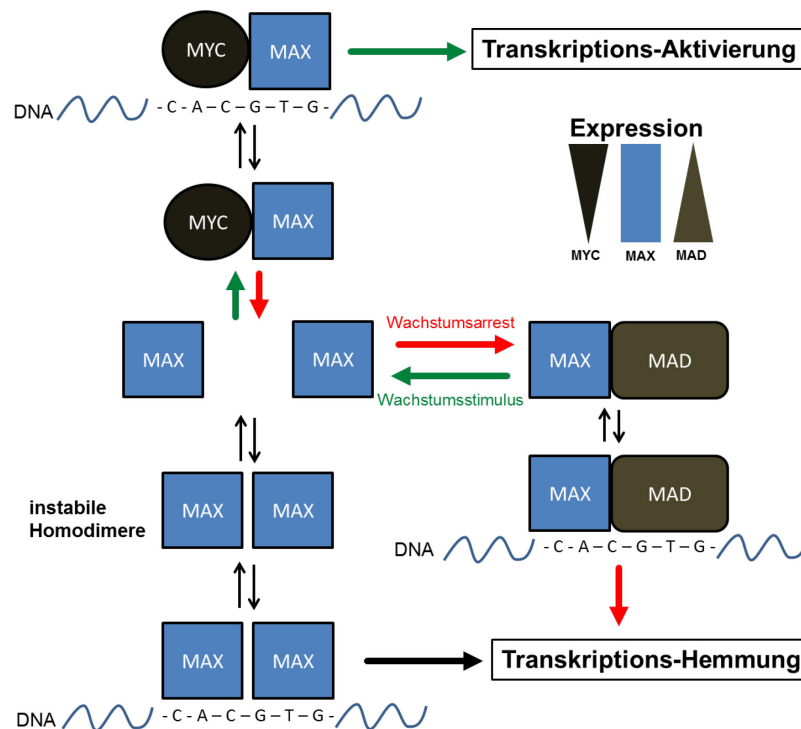 MYC MAX
Transkriptions-Aktivierung
DNA -C-A-C-G-T-G-
Expression
MYC MAX MAD
MYC MAX
MAX MAX
Wachstumsarrest
Wachstumsstimulus
MAX MAD
instabile
Homodimere
MAX MAX
MAX MAD
DNA -C-A-C-G-T-G-
MAX MAX
Transkriptions-Hemmung
DNA -C-A-C-G-T-G-